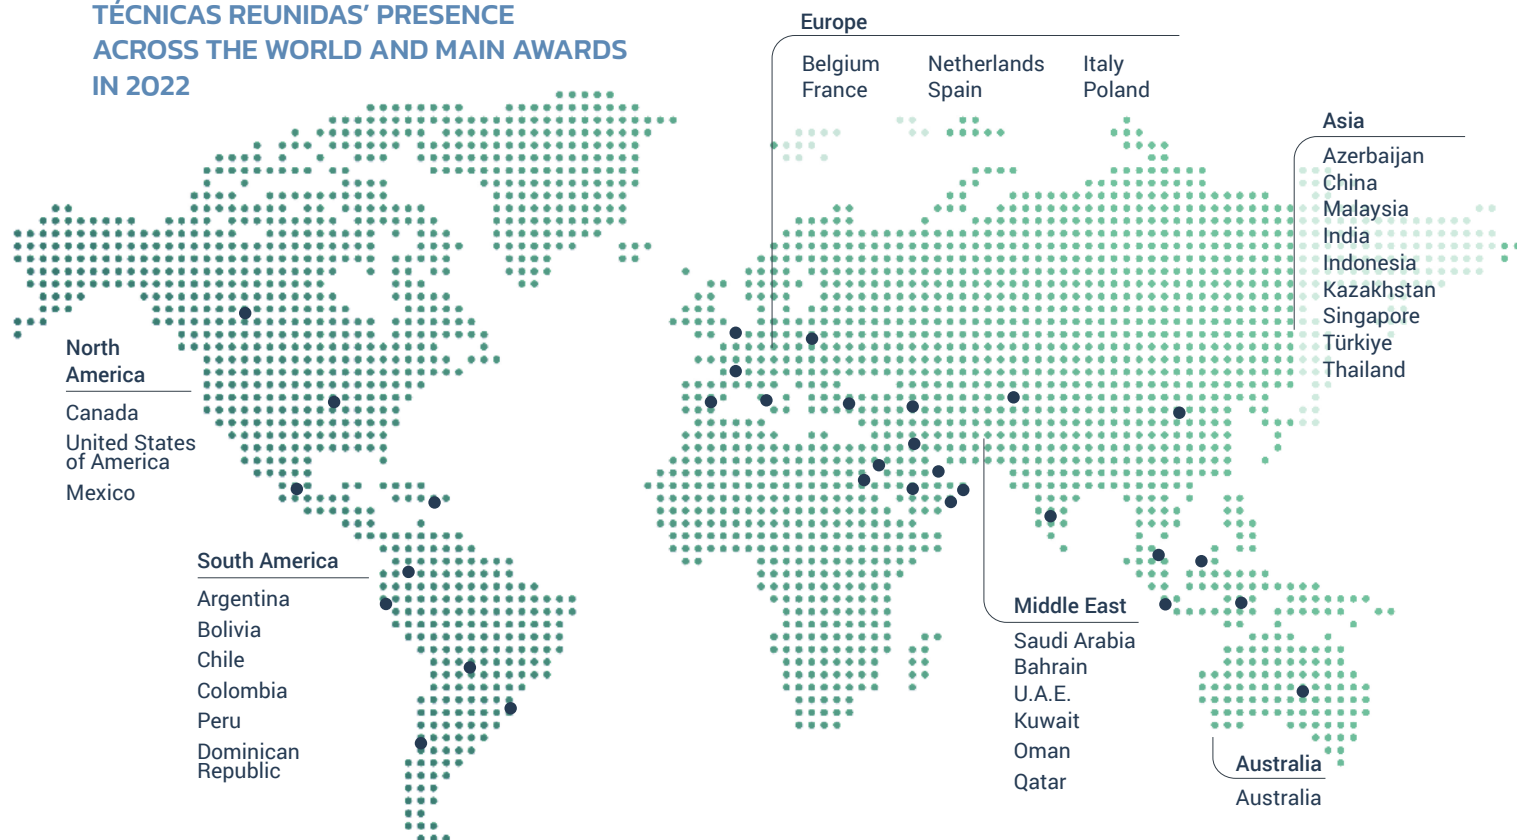 TÉCNICAS REUNIDAS’ PRESENCE
ACROSS THE WORLD AND MAIN AWARDS
IN 2022
Europe
Belgium
France
Netherlands
Spain
Italy
Poland
Asia
Azerbaijan
China
Malaysia
India
Indonesia
Kazakhstan
Singapore
Türkiye
Thailand
North
America
Canada
United States
of America
Mexico
South America
Argentina
Bolivia
Chile
Colombia
Peru
Dominican
Republic
Middle East
Saudi Arabia
Bahrain
U.A.E.
Kuwait
Oman
Qatar
Australia
Australia